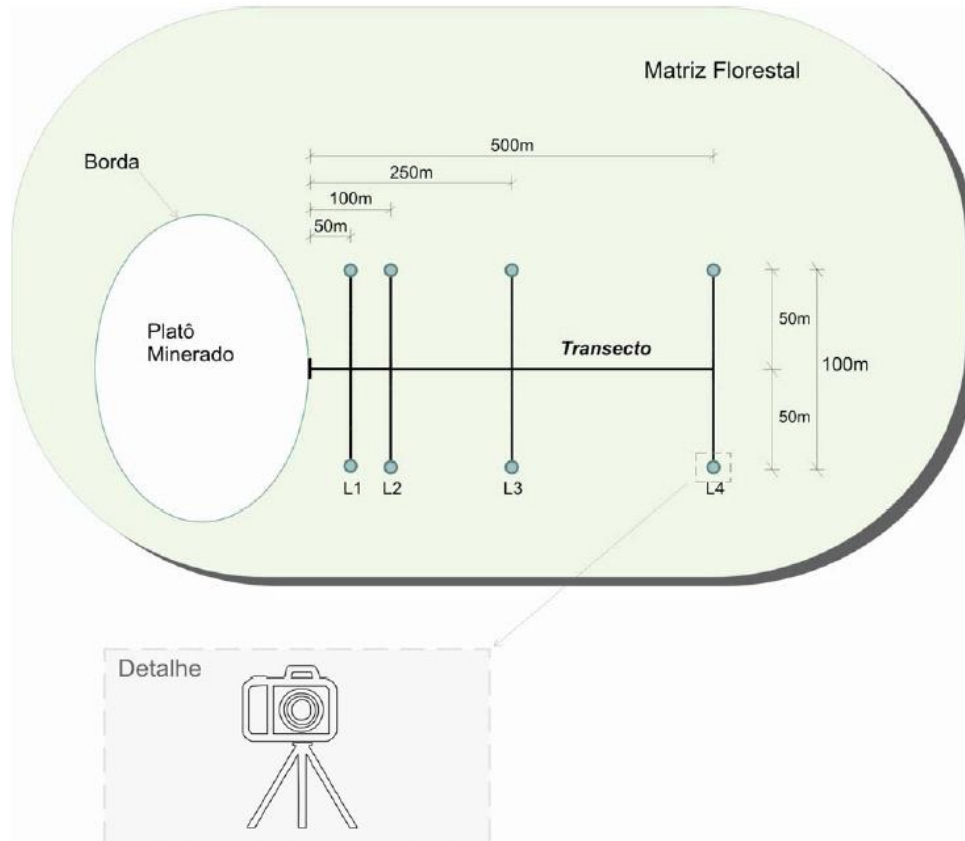 Matriz Florestal
500m
Borda
250m
100m
50m
50m
Platô
Minerado
Transecto
100m
50m
L1
L2
L3
L4
Detalhe